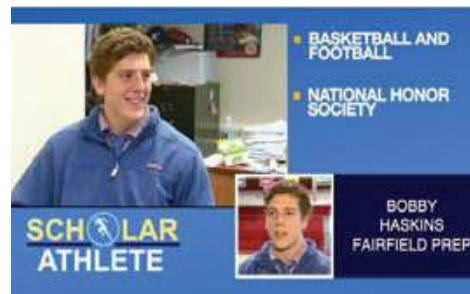 BASKETBALL AND
FOOTBALL
NATIONAL HONOR
SOCIETY
SCHOLAR
ATHLETE
BOBBY
HASKINS
FAIRFIELD PREP